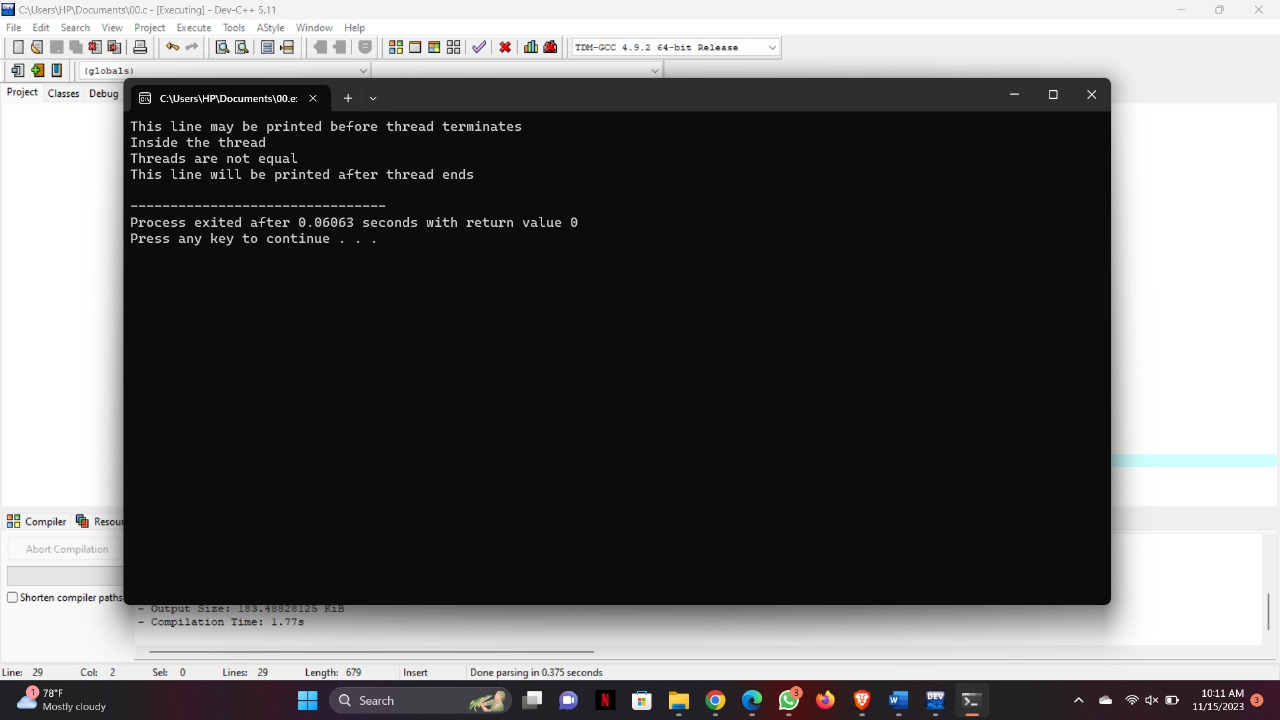 C:\Users\HP\Documents\00.c - [Executing] - Dev-C++ 5.11
File Edit Search View Project Execute Tools AStyle Window Help
TDM-GCC 4.9.2 64-bit Release
(globals)
Project Classes Debug
C:\Users\HP\Documents\00.e:
This line may be printed before thread terminates
Inside the thread
Threads are not equal
This line will be printed after thread ends
--------------------------------
Process exited after 0.06063 seconds with return value 0
Press any key to continue . . .
Compiler Resou
Abort Compilation
Shorten compiler paths
- Output Size: 183.48828125 KiB
- Compilation Time: 1.77s
Line: 29 Col: 2 Sel: 0 Lines: 29 Length: 679 Insert Done parsing in 0.375 seconds
1 78°F
Mostly cloudy
Search
N
3
W
DEV
10:11 AM
11/15/2023
3